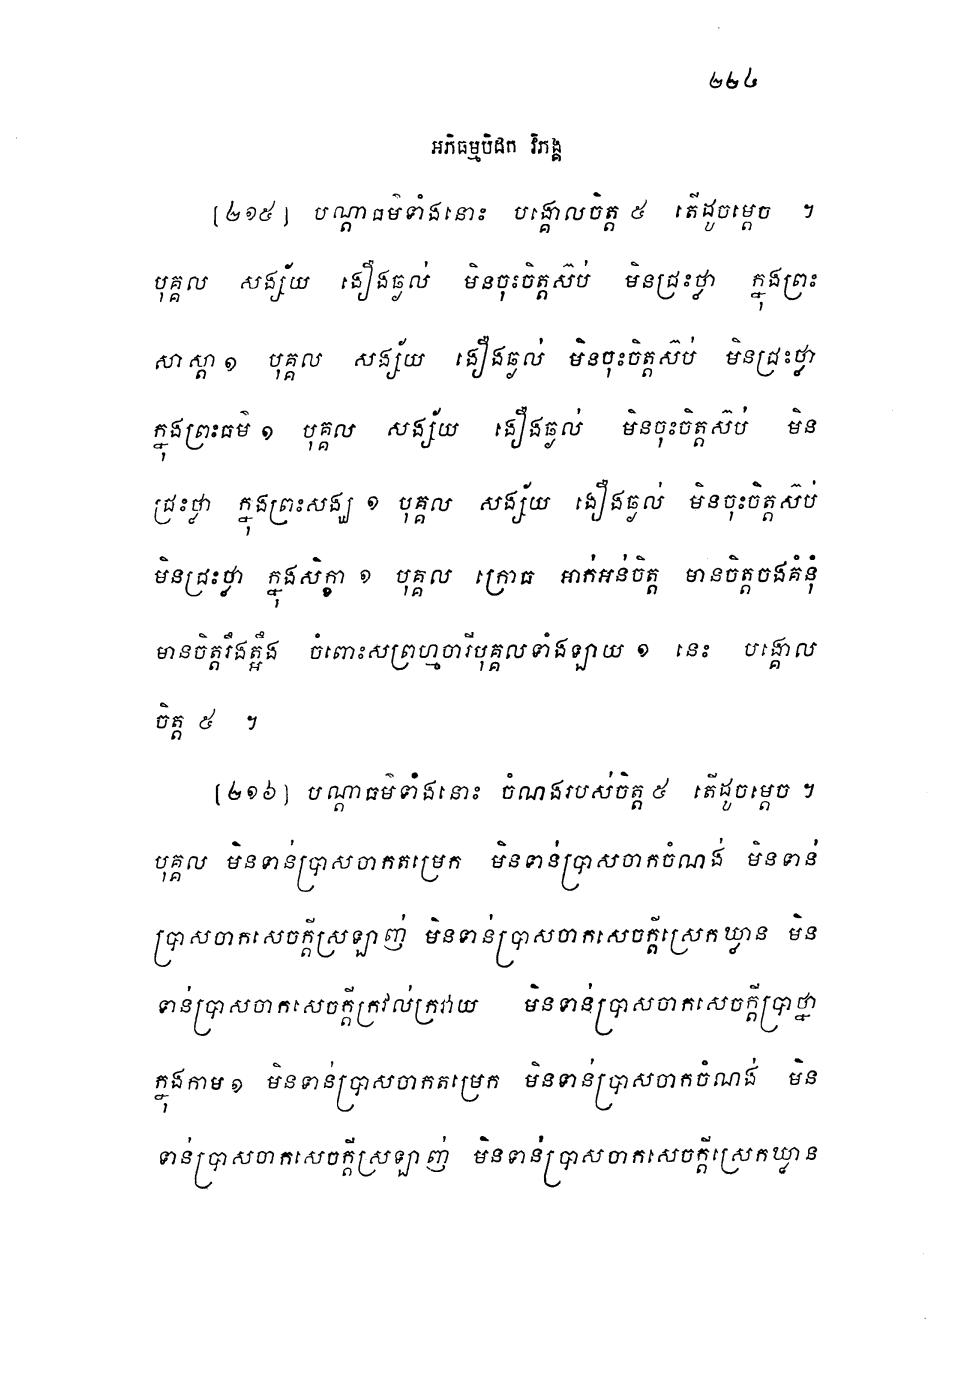 ២២៤
អភិធម្មបិដក វិភង្គ
[២១៥] បណ្តាធម៌ទាំងនោះ បង្គោលចិត្ត ៥ តើដូចម្តេច ។
បុគ្គល សង្ស័យ ងឿងឆ្ងល់ មិនចុះចិត្តស៊ប់ មិនជ្រះថ្លា ក្នុងព្រះ
សាស្តា ១ បុគ្គល សង្ស័យ ងឿងឆ្ងល់ មិនចុះចិត្តស៊ប់ មិនជ្រះថ្លា
ក្នុងព្រះធម៌ ១ បុគ្គល សង្ស័យ ងឿងឆ្ងល់ មិនចុះចិត្តស៊ប់ មិន
ជ្រះថ្លា ក្នុងព្រះសង្ឃ ១ បុគ្គល សង្ស័យ ងឿងឆ្ងល់ មិនចុះចិត្តស៊ប់
មិនជ្រះថ្លា ក្នុងសិក្ខា ១ បុគ្គល ក្រោធ អាក់អន់ចិត្ត មានចិត្តចងគំនុំ
មានចិត្តរឹងត្អឹង ចំពោះសព្រហ្មចារីបុគ្គលទាំងឡាយ ១ នេះ បង្គោល
ចិត្ត ៥ ។
[២១៦] បណ្តាធម៌ទាំងនោះ ចំណងរបស់ចិត្ត ៥ តើដូចម្តេច ។
បុគ្គល មិនទាន់ប្រាសចាកតម្រេក មិនទាន់ប្រាសចាកចំណង់ មិនទាន់
ប្រាសចាកសេចក្តីស្រឡាញ់ មិនទាន់ប្រាសចាកសេចក្តីស្រេកឃ្លាន មិន
ទាន់ប្រាសចាកសេចក្តីក្រវល់ក្រវាយ មិនទាន់ប្រាសចាកសេចក្តីប្រាថ្នា
ក្នុងកាម ១ មិនទាន់ប្រាសចាកតម្រេក មិនទាន់ប្រាសចាកចំណង់ មិន
ទាន់ប្រាសចាកសេចក្តីស្រឡាញ់ មិនទាន់ប្រាសចាកសេចក្តីស្រេកឃ្លាន